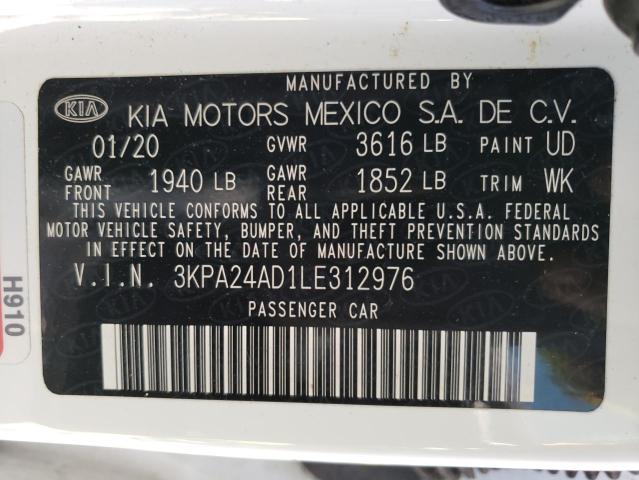 MANUFACTURED BY
KIA KIA MOTORS MEXICO S.A. DE C.V.
01/20 GVWR 3616 LB PAINT UD
GAWR FRONT 1940 LB GAWR REAR 1852 LB TRIM WK
THIS VEHICLE CONFORMS TO ALL APPLICABLE U.S.A. FEDERAL
MOTOR VEHICLE SAFETY, BUMPER, AND THEFT PREVENTION STANDARDS
IN EFFECT ON THE DATE OF MANUFACTURE SHOWN ABOVE.
V.I.N. 3KPA24AD1LE312976
PASSENGER CAR
H910